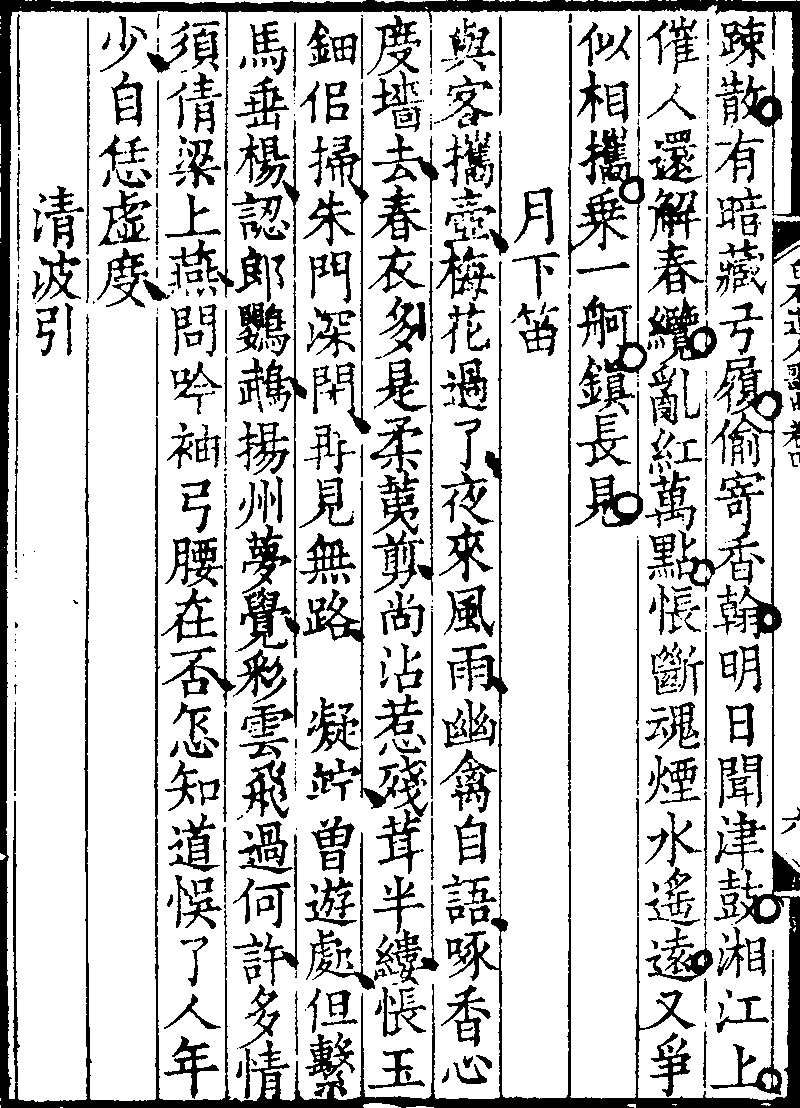 踈散有暗藏弓履偷寄香翰明日聞津鼓湘江上
催人還解春纜亂紅萬點悵斷魂煙水遙遠又爭
似相攜乘一舸鎭長見
月下笛
與客攜壺梅花過了夜來風雨幽禽自語啄香心
度墻去春衣多是柔荑剪尚沾惹殘茸半縷悵玉
鈿侣掃朱門深閉再見無路 凝竚曽遊處但繫
馬垂楊認郎鸚鵡揚州夢覺彩雲飛過何許多情
須倩梁上燕問吟袖弓腰在否怎知道悞了人年
少自恁虚度
清波引